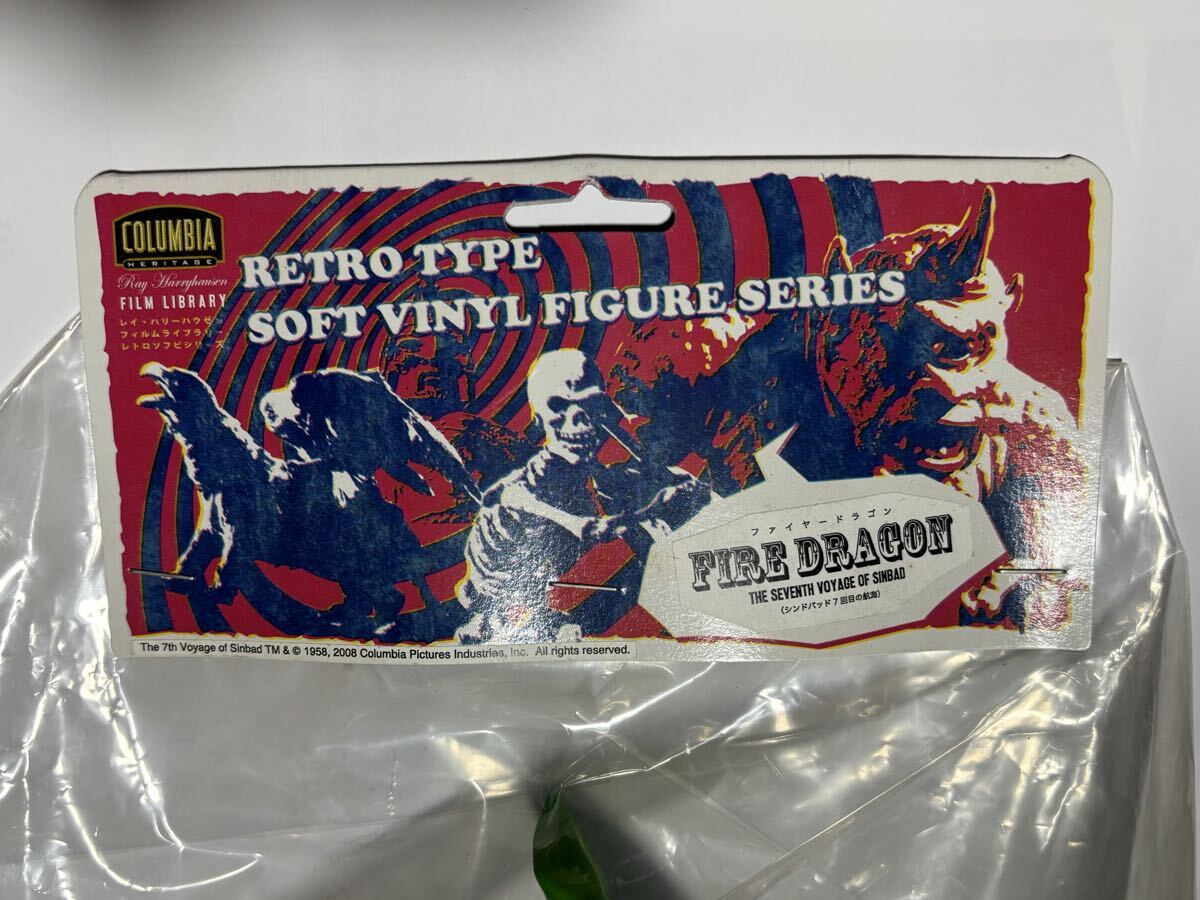 COLUMBIA
HERITAGE
Ray Harryhausen
FILM LIBRARY
レイ・ハリーハウゼン
フィルムライブラリー
レトロソフビシリーズ
RETRO TYPE
SOFT VINYL FIGURE SERIES
ファイヤードラゴン
FIRE DRAGON
THE SEVENTH VOYAGE OF SINBAD
(シンドバッド7回目の航海)
The 7th Voyage of Sinbad TM & © 1958, 2008 Columbia Pictures Industries, Inc. All rights reserved.